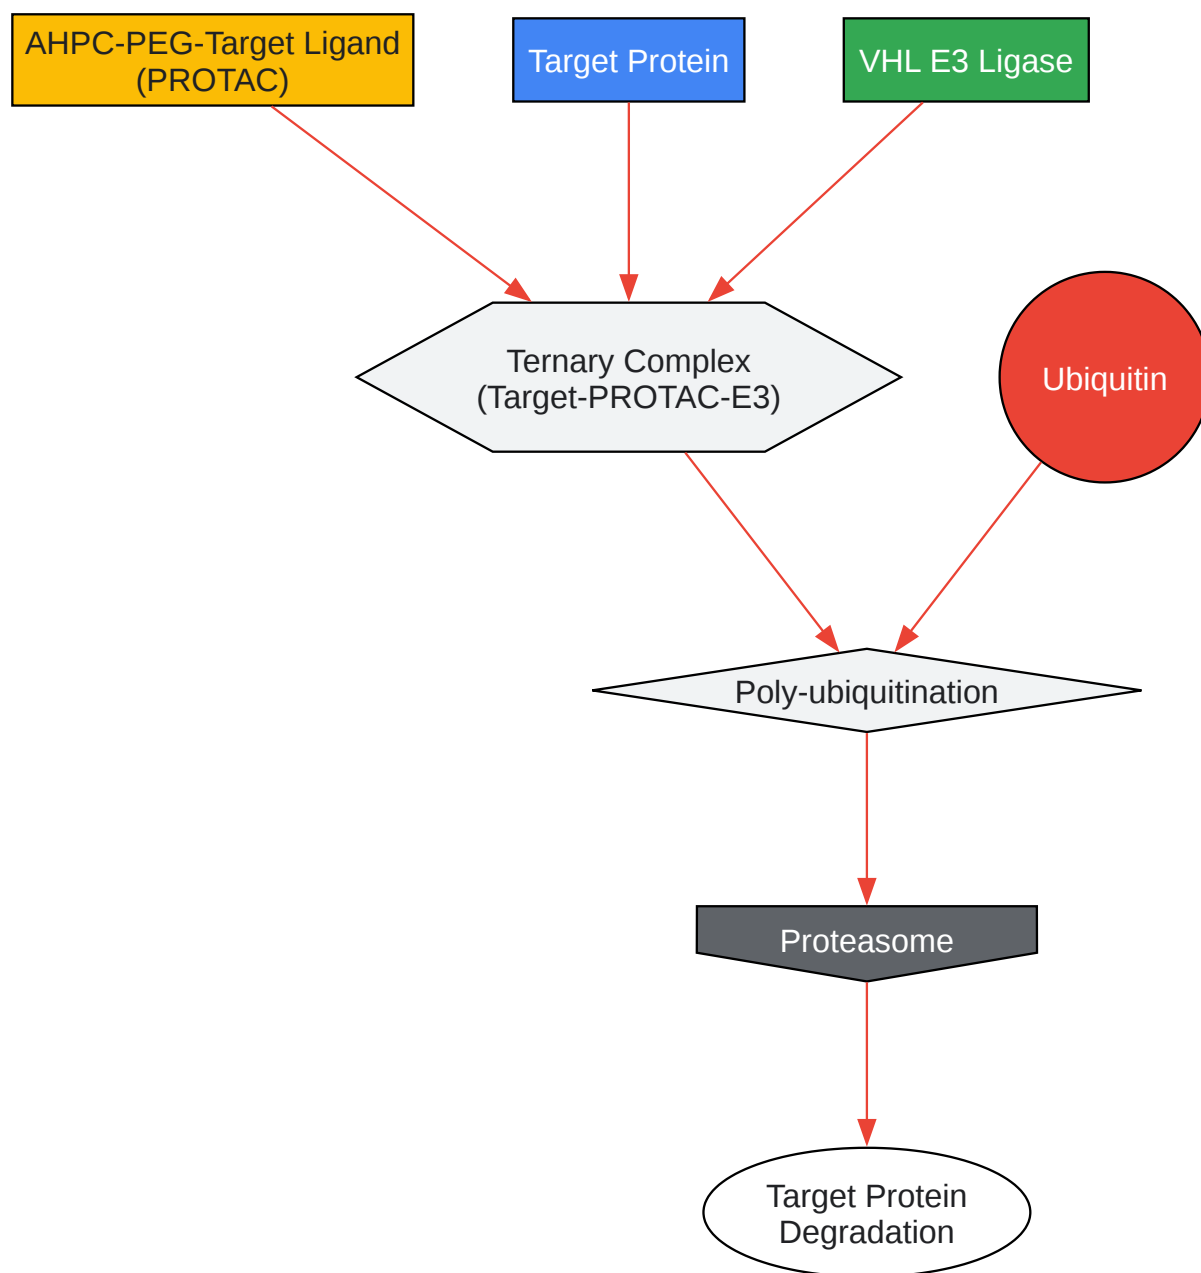 AHPC-PEG-Target Ligand
(PROTAC)
Target Protein
VHL E3 Ligase
Ternary Complex
(Target-PROTAC-E3)
Ubiquitin
Poly-ubiquitination
Proteasome
Target Protein
Degradation